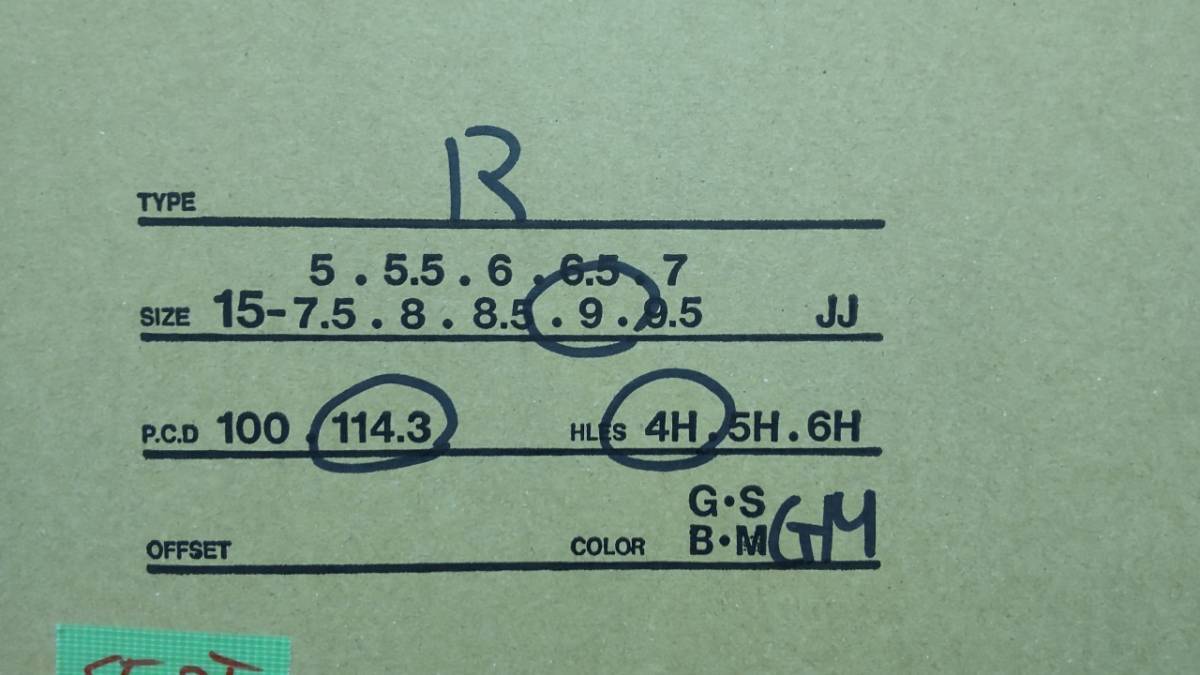 TYPE R
5 . 5.5 . 6 . 6.5 . 7
SIZE 15-7.5 . 8 . 8.5 . 9 . 9.5 JJ
P.C.D 100 . 114.3 HLES 4H . 5H . 6H
G・S
OFFSET COLOR B・M GM